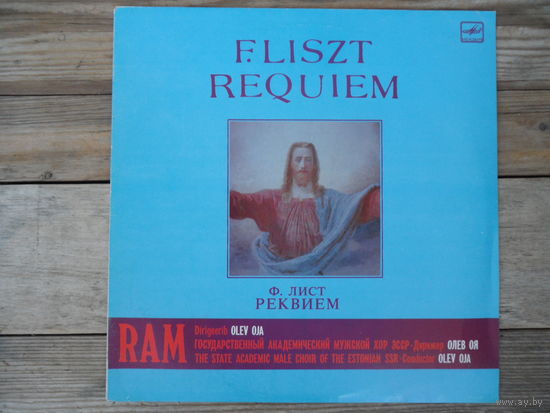 F. LISZT
REQUIEM
Ф. ЛИСТ
РЕКВИЕМ
RAM
Dirigeerib OLEV OJA
ГОСУДАРСТВЕННЫЙ АКАДЕМИЧЕСКИЙ МУЖСКОЙ ХОР ЭССР-Дирижер ОЛЕВ ОЯ
THE STATE ACADEMIC MALE CHOIR OF THE ESTONIAN SSR-Conductor OLEV OJA
www.ay.by